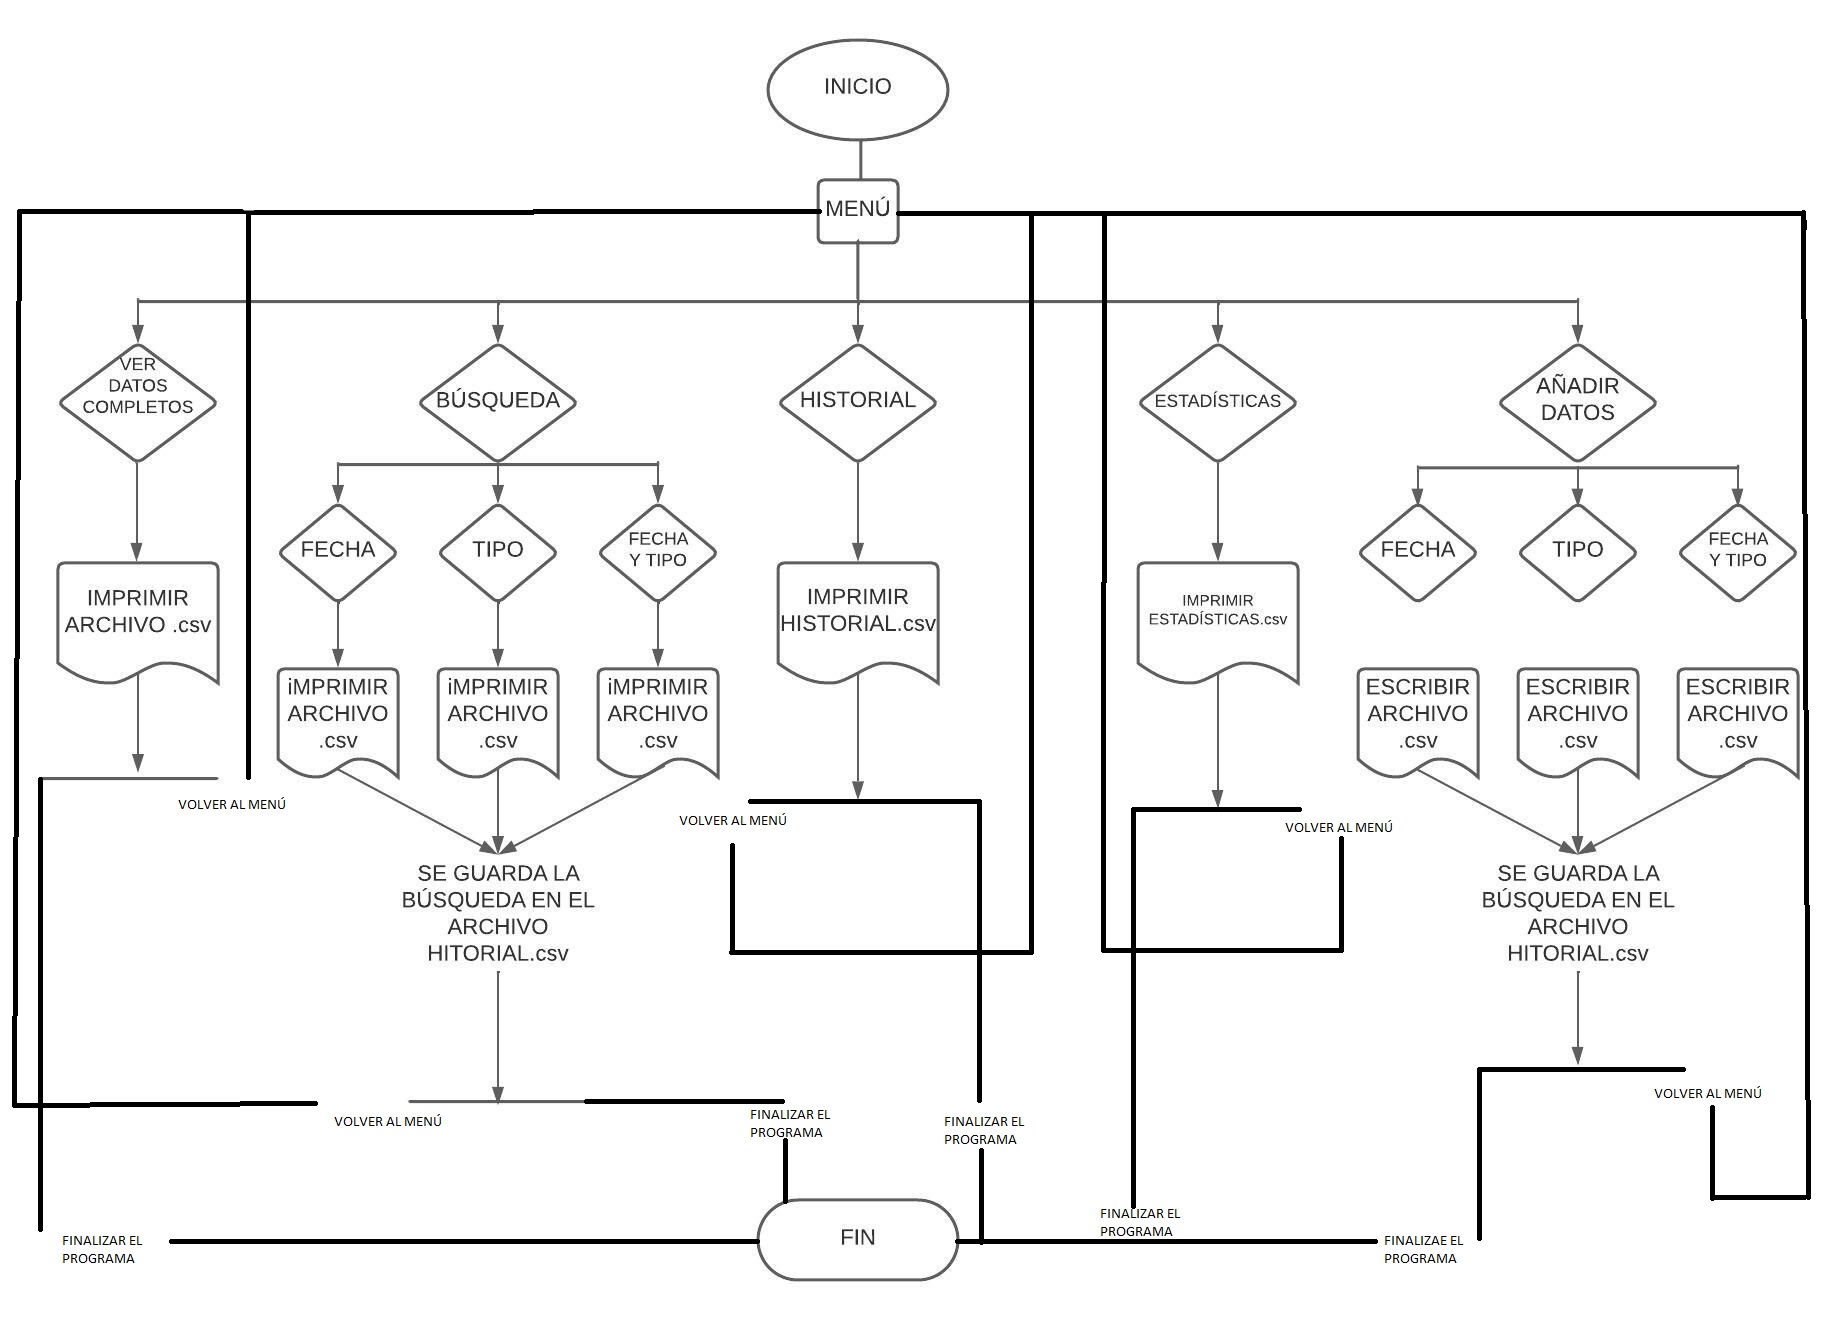 INICIO
MENÚ
VER
DATOS
COMPLETOS
BÚSQUEDA
HISTORIAL
ESTADÍSTICAS
AÑADIR
DATOS
FECHA
TIPO
FECHA
Y TIPO
FECHA
TIPO
FECHA
Y TIPO
IMPRIMIR
ARCHIVO .csv
IMPRIMIR
HISTORIAL.csv
IMPRIMIR
ESTADÍSTICAS.csv
iMPRIMIR
ARCHIVO
.csv
iMPRIMIR
ARCHIVO
.csv
iMPRIMIR
ARCHIVO
.csv
ESCRIBIR
ARCHIVO
.csv
ESCRIBIR
ARCHIVO
.csv
ESCRIBIR
ARCHIVO
.csv
VOLVER AL MENÚ
VOLVER AL MENÚ
VOLVER AL MENÚ
SE GUARDA LA
BÚSQUEDA EN EL
ARCHIVO
HITORIAL.csv
SE GUARDA LA
BÚSQUEDA EN EL
ARCHIVO
HITORIAL.csv
VOLVER AL MENÚ
VOLVER AL MENÚ
FINALIZAR EL
PROGRAMA
FINALIZAR EL
PROGRAMA
FINALIZAR EL
PROGRAMA
FINALIZAR EL
PROGRAMA
FIN
FINALIZAE EL
PROGRAMA